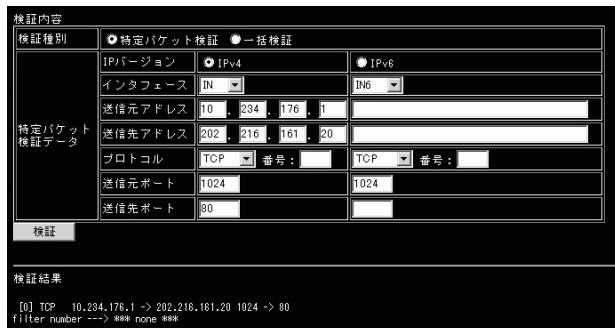 検証内容
検証種別 特定パケット検証 一括検証
IPバージョン IPv4 IPv6
インタフェース IN IN6
送信元アドレス 10 . 234 . 176 . 1
特定パケット検証データ 送信先アドレス 202 . 216 . 161 . 20
プロトコル TCP 番号: TCP 番号:
送信元ポート 1024 1024
送信先ポート 80
検証
検証結果
[0] TCP 10.234.176.1 -> 202.216.161.20 1024 -> 80
filter number ---> *** none ***